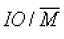 IO / M̅